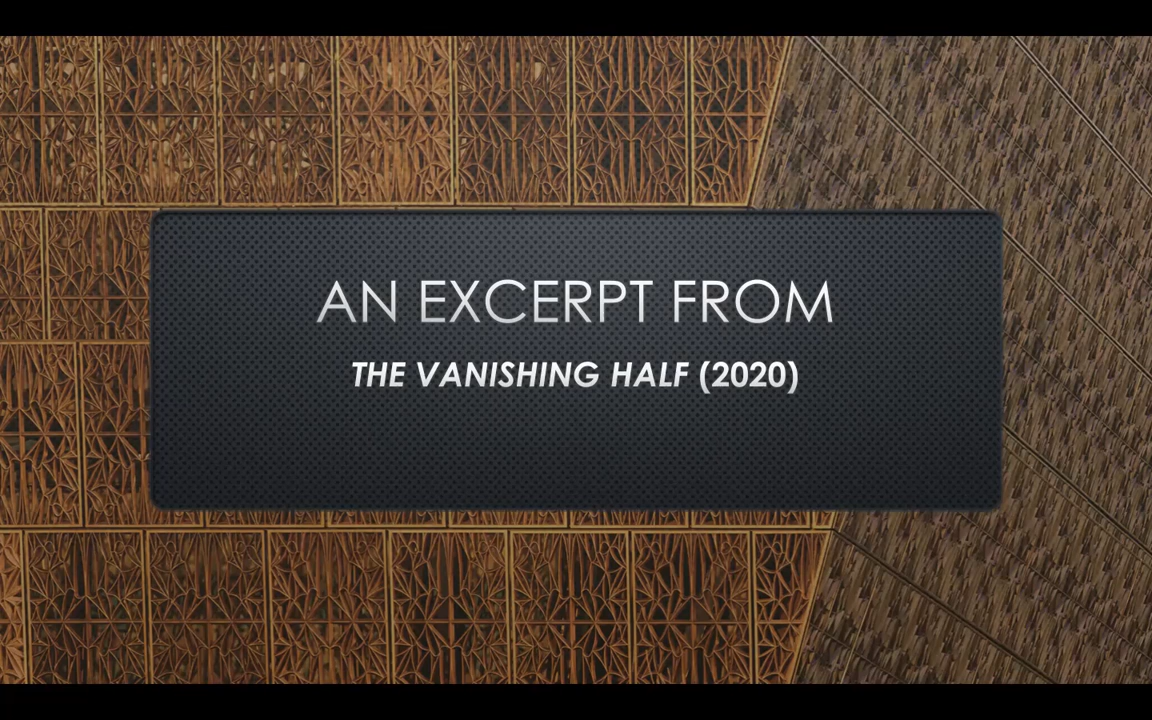 AN EXCERPT FROM
THE VANISHING HALF (2020)